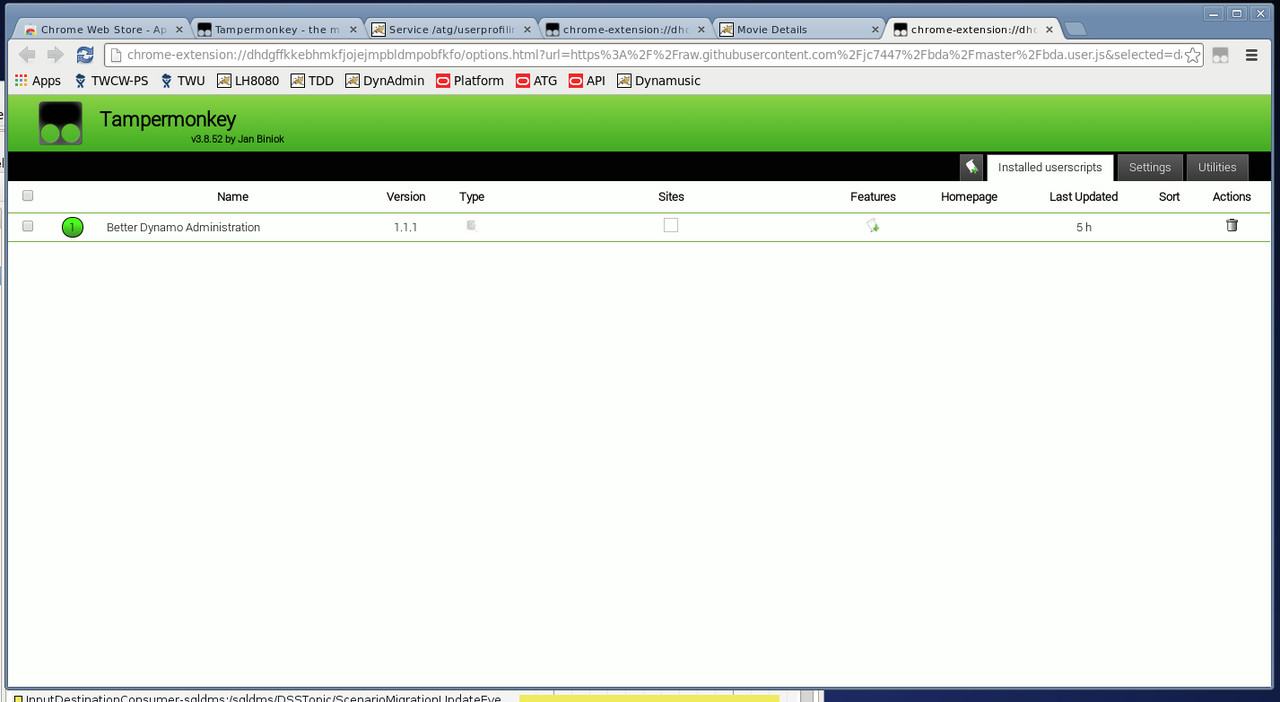 Chrome Web Store - Ap
Tampermonkey - the m
Service /atg/userprofili
chrome-extension://dhd
Movie Details
chrome-extension://dhd
chrome-extension://dhdgffkkebhmkfjojejmpbldmpobfkfo/options.html?url=https%3A%2F%2Fraw.githubusercontent.com%2Fjc7447%2Fbda%2Fmaster%2Fbda.user.js&selected=d
Apps TWCW-PS TWU LH8080 TDD DynAdmin Platform ATG API Dynamusic
Tampermonkey
v3.8.52 by Jan Biniok
Installed userscripts Settings Utilities
Name Version Type Sites Features Homepage Last Updated Sort Actions
1 Better Dynamo Administration 1.1.1 5 h
InputDestinationConsumer-sqldms:/sqldms/DSSTopic/ScenarioMigrationUpdateEve